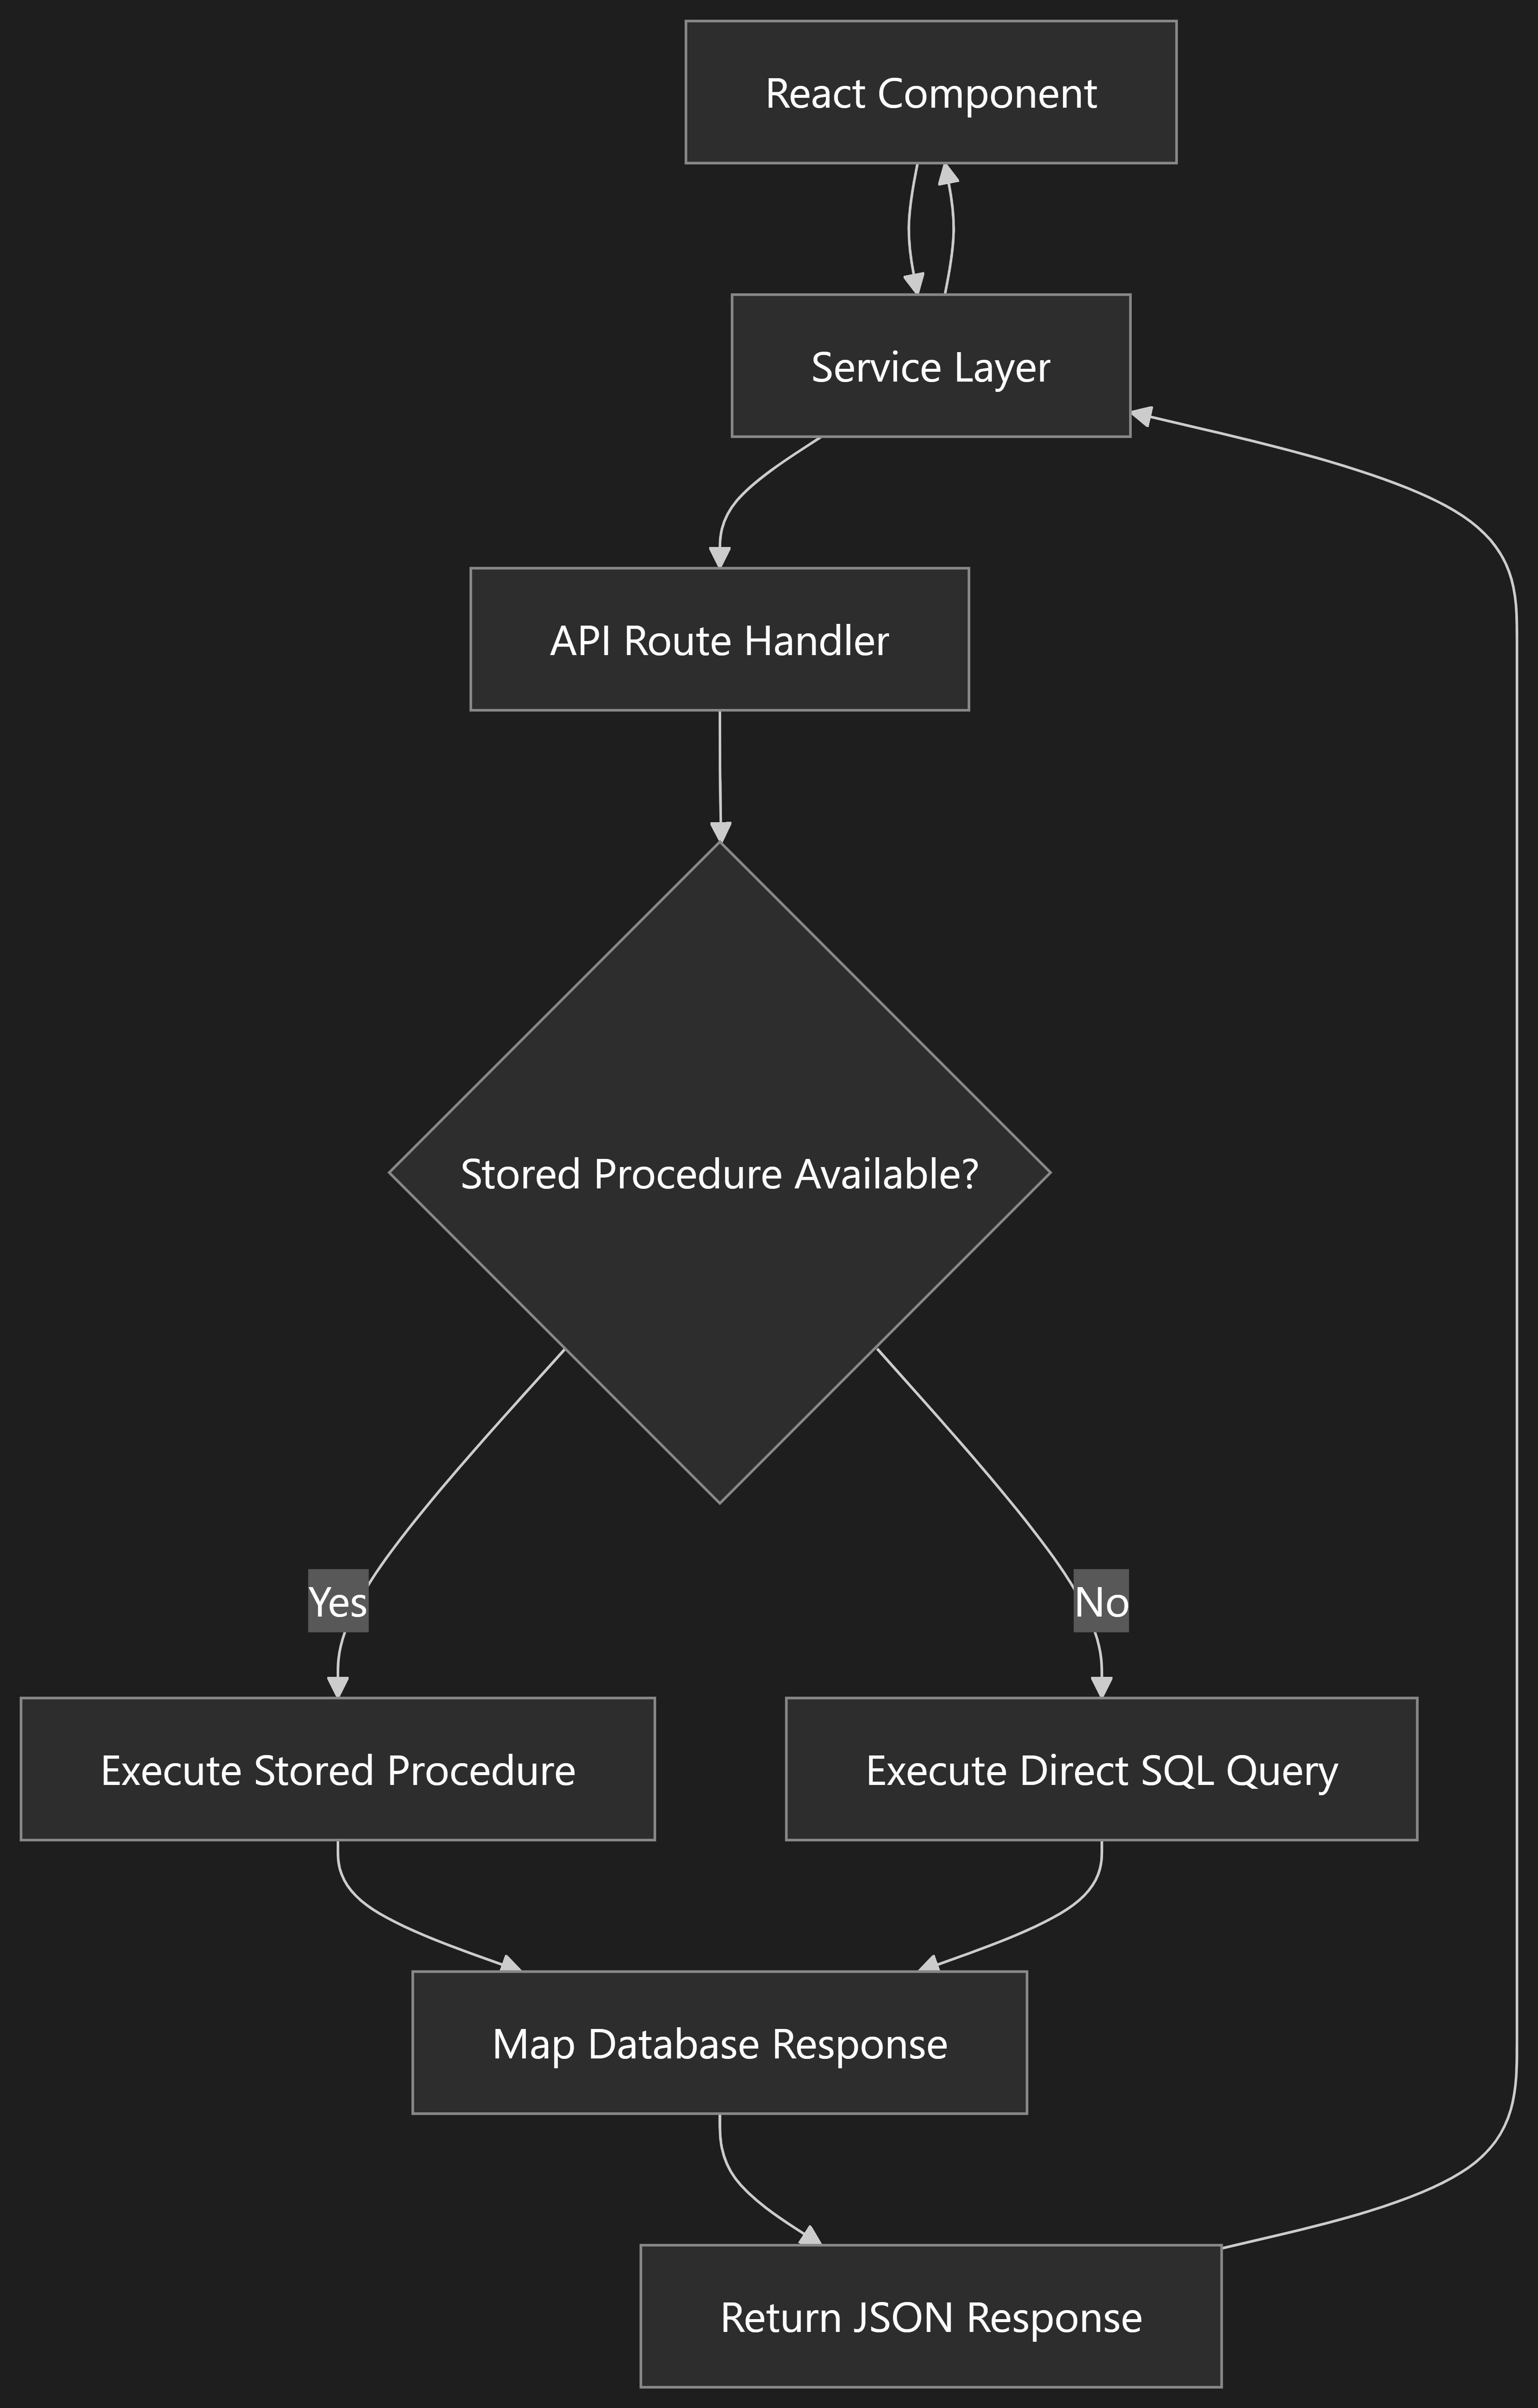 React Component
Service Layer
API Route Handler
Stored Procedure Available?
Yes
No
Execute Stored Procedure
Execute Direct SQL Query
Map Database Response
Return JSON Response